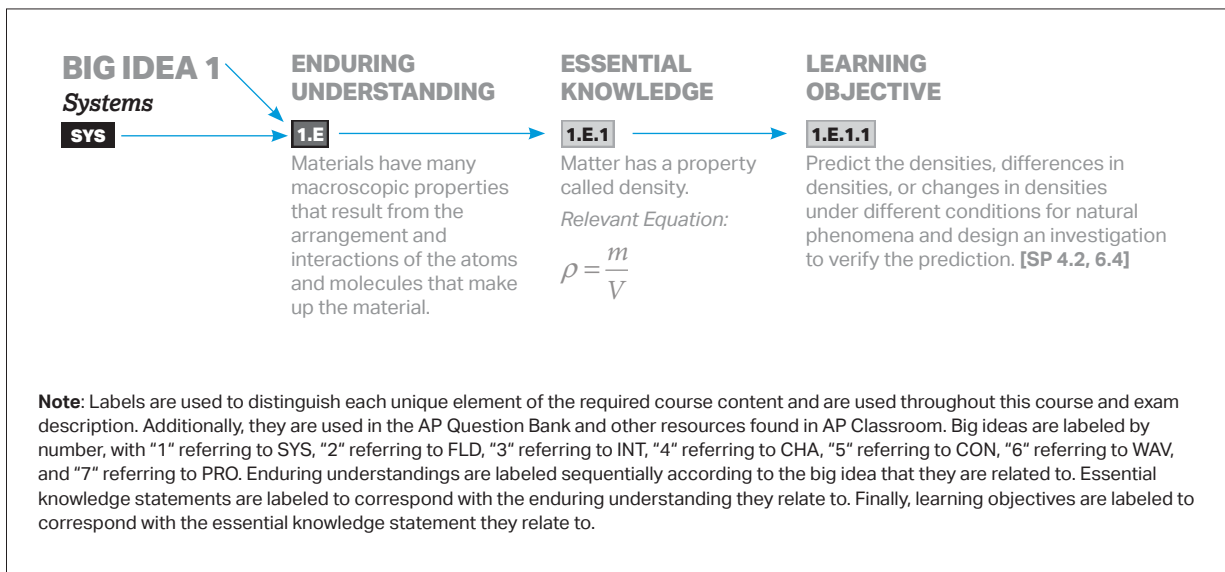 BIG IDEA 1
Systems
SYS
ENDURING
UNDERSTANDING
1.E
Materials have many
macroscopic properties
that result from the
arrangement and
interactions of the atoms
and molecules that make
up the material.
ESSENTIAL
KNOWLEDGE
1.E.1
Matter has a property
called density.
Relevant Equation:
ρ = m/V
LEARNING
OBJECTIVE
1.E.1.1
Predict the densities, differences in
densities, or changes in densities
under different conditions for natural
phenomena and design an investigation
to verify the prediction. [SP 4.2, 6.4]
Note: Labels are used to distinguish each unique element of the required course content and are used throughout this course and exam
description. Additionally, they are used in the AP Question Bank and other resources found in AP Classroom. Big ideas are labeled by
number, with "1" referring to SYS, "2" referring to FLD, "3" referring to INT, "4" referring to CHA, "5" referring to CON, "6" referring to WAV,
and "7" referring to PRO. Enduring understandings are labeled sequentially according to the big idea that they are related to. Essential
knowledge statements are labeled to correspond with the enduring understanding they relate to. Finally, learning objectives are labeled to
correspond with the essential knowledge statement they relate to.